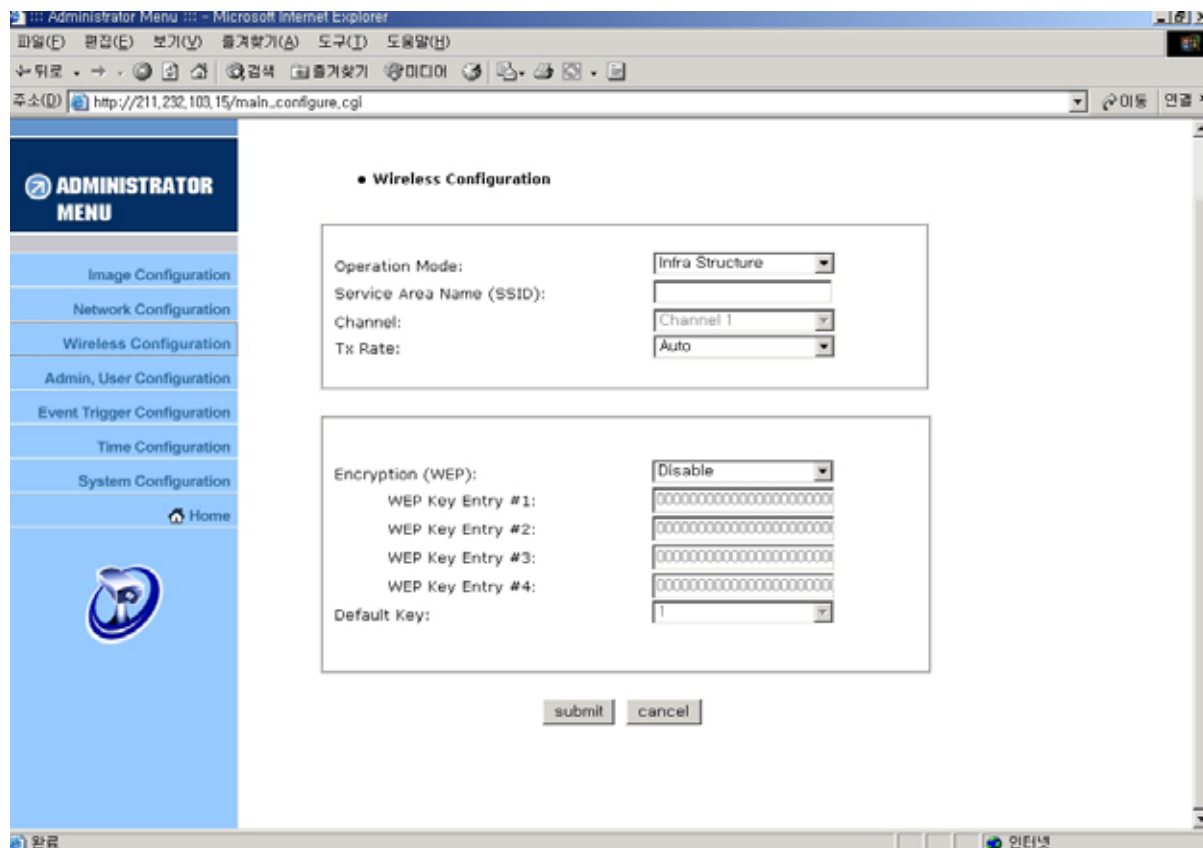 ::: Administrator Menu ::: - Microsoft Internet Explorer
파일(F) 편집(E) 보기(V) 즐겨찾기(A) 도구(T) 도움말(H)
뒤로 검색 즐겨찾기 미디어
주소(D) http://211,232,103,15/main_configure,cgi 이동 연결
ADMINISTRATOR
MENU
Image Configuration
Network Configuration
Wireless Configuration
Admin, User Configuration
Event Trigger Configuration
Time Configuration
System Configuration
Home
• Wireless Configuration
Operation Mode: Infra Structure
Service Area Name (SSID):
Channel: Channel 1
Tx Rate: Auto
Encryption (WEP): Disable
WEP Key Entry #1:
WEP Key Entry #2:
WEP Key Entry #3:
WEP Key Entry #4:
Default Key: 1
submit cancel
완료 인터넷